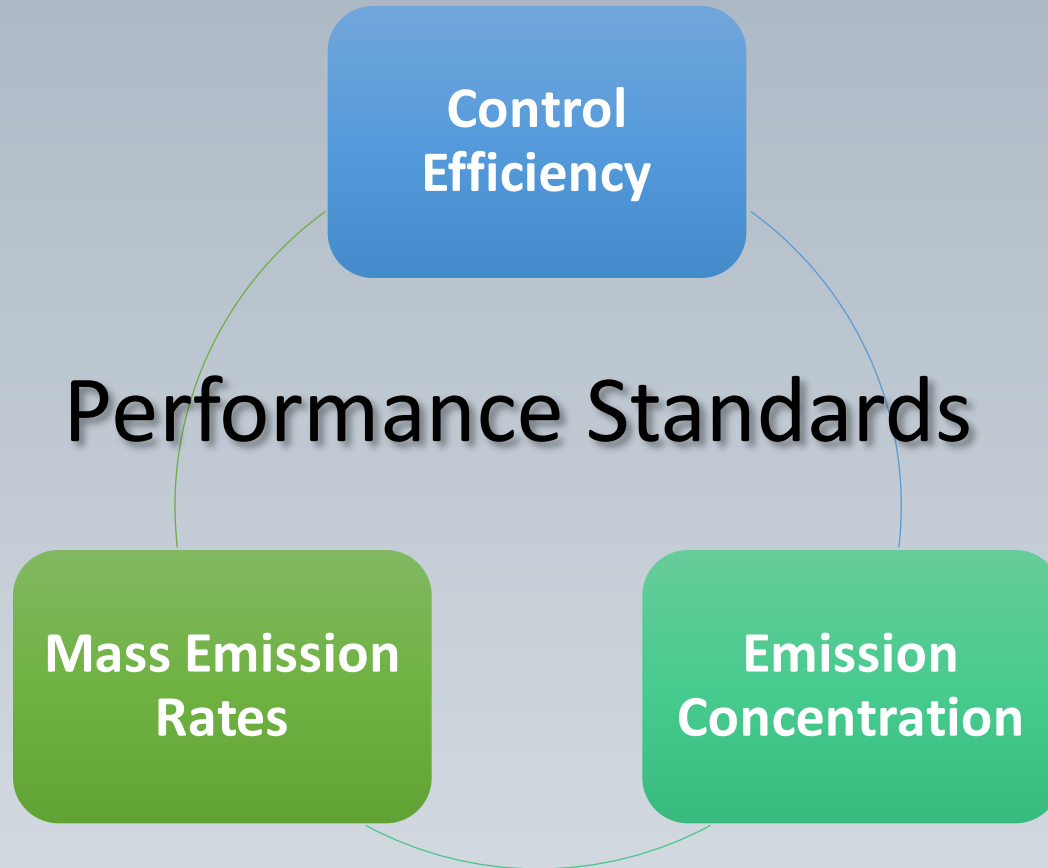 Control
Efficiency
Performance Standards
Mass Emission
Rates
Emission
Concentration